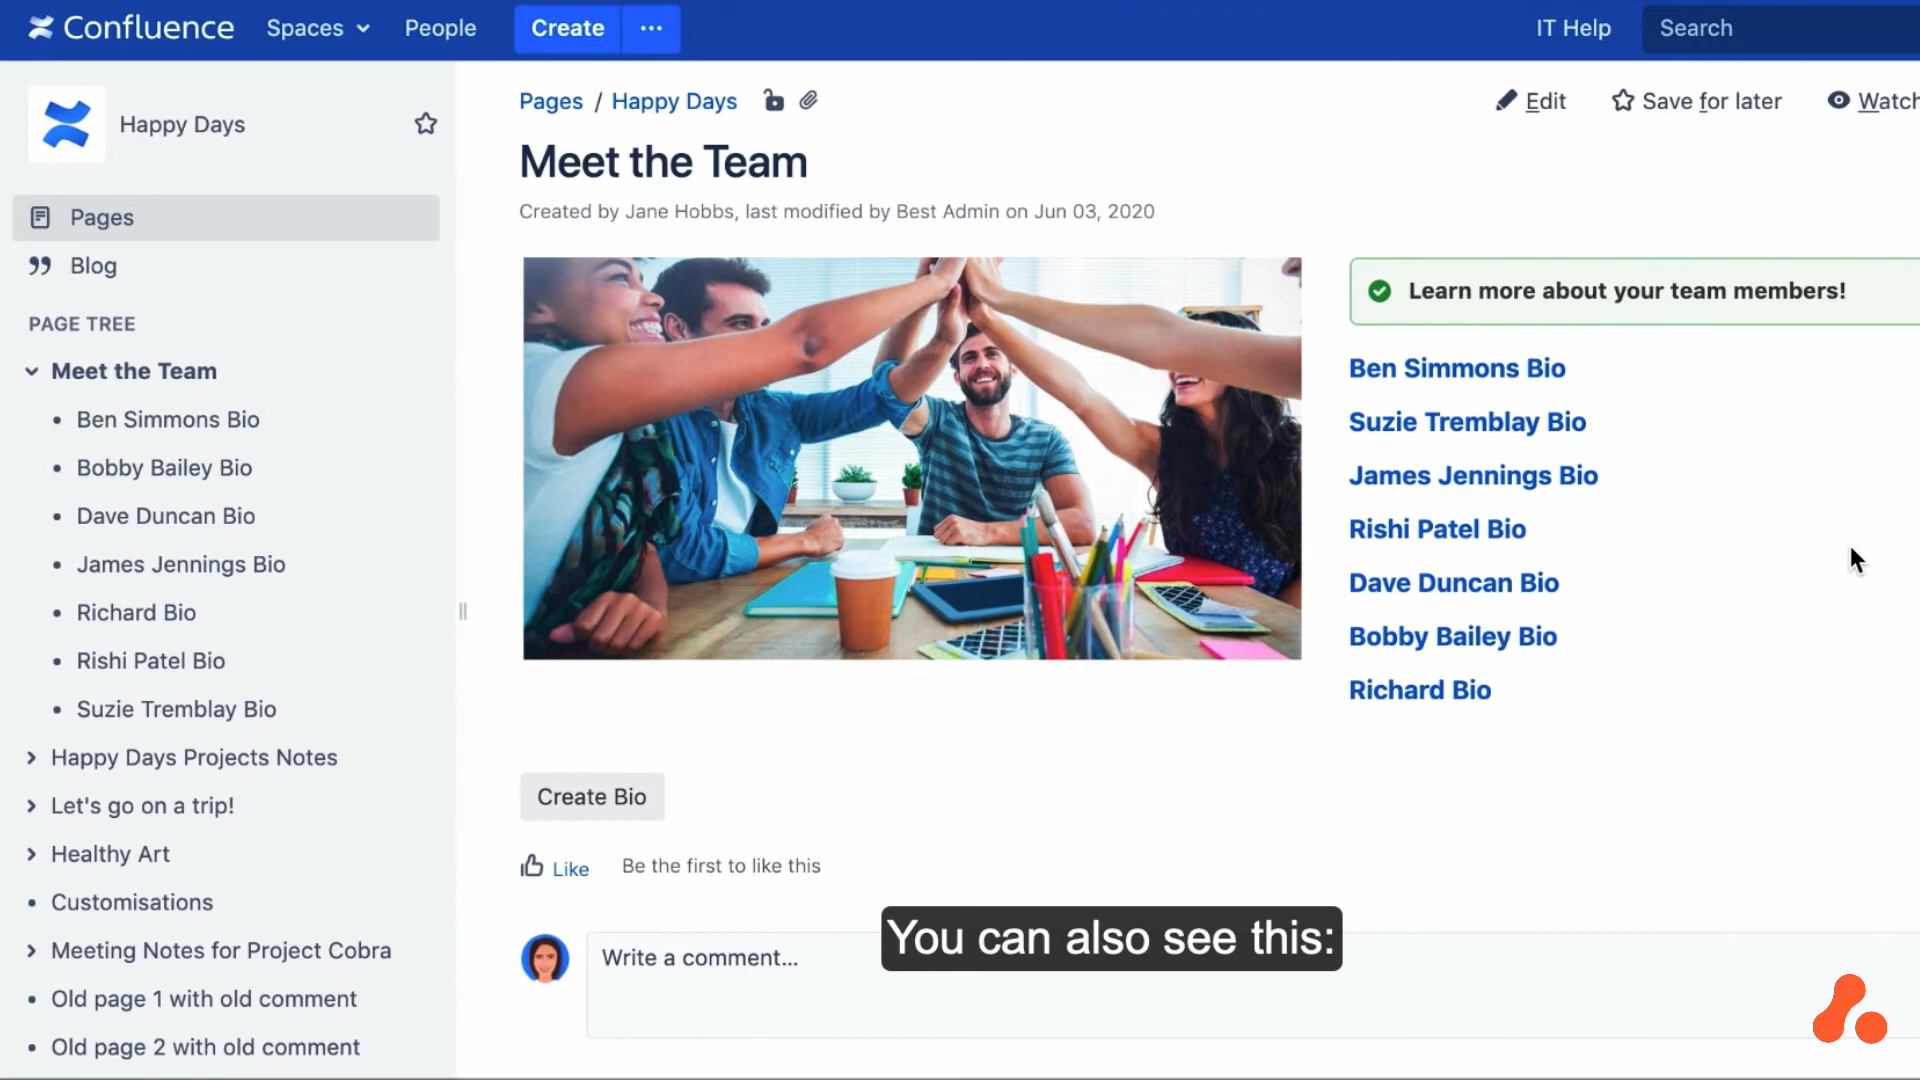 Confluence
Spaces
People
Create
IT Help
Search
Happy Days
Pages
Blog
PAGE TREE
Meet the Team
Ben Simmons Bio
Bobby Bailey Bio
Dave Duncan Bio
James Jennings Bio
Richard Bio
Rishi Patel Bio
Suzie Tremblay Bio
Happy Days Projects Notes
Let's go on a trip!
Healthy Art
Customisations
Meeting Notes for Project Cobra
Old page 1 with old comment
Old page 2 with old comment
Pages / Happy Days
Edit
Save for later
Watch
Meet the Team
Created by Jane Hobbs, last modified by Best Admin on Jun 03, 2020
Learn more about your team members!
Ben Simmons Bio
Suzie Tremblay Bio
James Jennings Bio
Rishi Patel Bio
Dave Duncan Bio
Bobby Bailey Bio
Richard Bio
Create Bio
Like
Be the first to like this
Write a comment...
You can also see this: